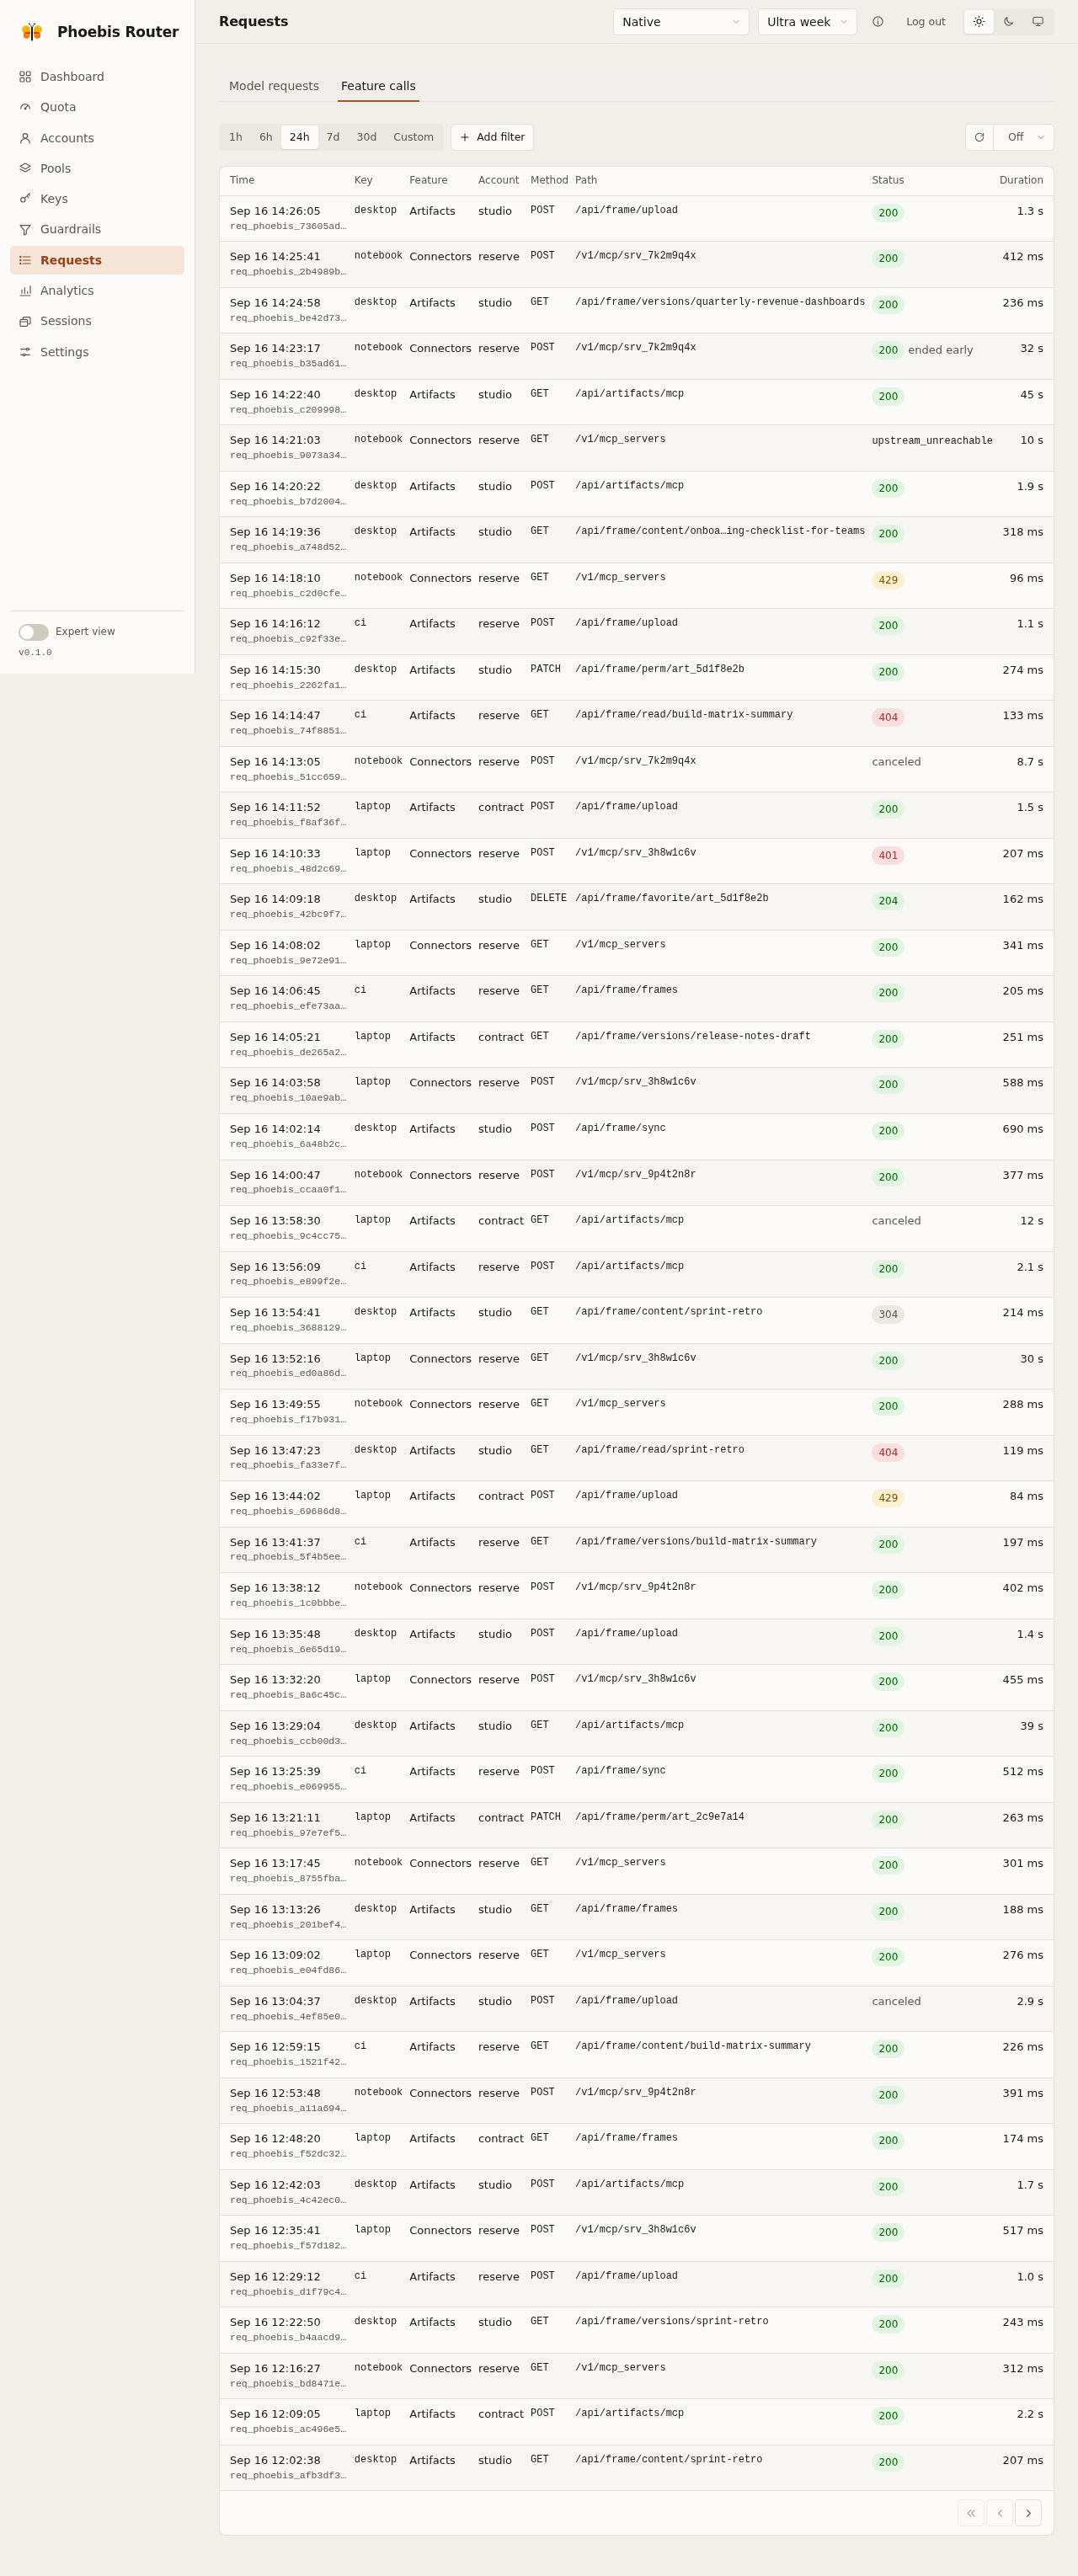 Phoebis Router
Dashboard
Quota
Accounts
Pools
Keys
Guardrails
Requests
Analytics
Sessions
Settings
Expert view
v0.1.0
Requests
Native
Ultra week
Log out
Model requests
Feature calls
1h 6h 24h 7d 30d Custom
Add filter
Off
Time Key Feature Account Method Path Status Duration
Sep 16 14:26:05 desktop Artifacts studio POST /api/frame/upload 200 1.3 s
req_phoebis_73605ad…
Sep 16 14:25:41 notebook Connectors reserve POST /v1/mcp/srv_7k2m9q4x 200 412 ms
req_phoebis_2b4989b…
Sep 16 14:24:58 desktop Artifacts studio GET /api/frame/versions/quarterly-revenue-dashboards 200 236 ms
req_phoebis_be42d73…
Sep 16 14:23:17 notebook Connectors reserve POST /v1/mcp/srv_7k2m9q4x 200 ended early 32 s
req_phoebis_b35ad61…
Sep 16 14:22:40 desktop Artifacts studio GET /api/artifacts/mcp 200 45 s
req_phoebis_c209998…
Sep 16 14:21:03 notebook Connectors reserve GET /v1/mcp_servers upstream_unreachable 10 s
req_phoebis_9073a34…
Sep 16 14:20:22 desktop Artifacts studio POST /api/artifacts/mcp 200 1.9 s
req_phoebis_b7d2004…
Sep 16 14:19:36 desktop Artifacts studio GET /api/frame/content/onboa…ing-checklist-for-teams 200 318 ms
req_phoebis_a748d52…
Sep 16 14:18:10 notebook Connectors reserve GET /v1/mcp_servers 429 96 ms
req_phoebis_c2d0cfe…
Sep 16 14:16:12 ci Artifacts reserve POST /api/frame/upload 200 1.1 s
req_phoebis_c92f33e…
Sep 16 14:15:30 desktop Artifacts studio PATCH /api/frame/perm/art_5d1f8e2b 200 274 ms
req_phoebis_2262fa1…
Sep 16 14:14:47 ci Artifacts reserve GET /api/frame/read/build-matrix-summary 404 133 ms
req_phoebis_74f8851…
Sep 16 14:13:05 notebook Connectors reserve POST /v1/mcp/srv_7k2m9q4x canceled 8.7 s
req_phoebis_51cc659…
Sep 16 14:11:52 laptop Artifacts contract POST /api/frame/upload 200 1.5 s
req_phoebis_f8af36f…
Sep 16 14:10:33 laptop Connectors reserve POST /v1/mcp/srv_3h8w1c6v 401 207 ms
req_phoebis_48d2c69…
Sep 16 14:09:18 desktop Artifacts studio DELETE /api/frame/favorite/art_5d1f8e2b 204 162 ms
req_phoebis_42bc9f7…
Sep 16 14:08:02 laptop Connectors reserve GET /v1/mcp_servers 200 341 ms
req_phoebis_9e72e91…
Sep 16 14:06:45 ci Artifacts reserve GET /api/frame/frames 200 205 ms
req_phoebis_efe73aa…
Sep 16 14:05:21 laptop Artifacts contract GET /api/frame/versions/release-notes-draft 200 251 ms
req_phoebis_de265a2…
Sep 16 14:03:58 laptop Connectors reserve POST /v1/mcp/srv_3h8w1c6v 200 588 ms
req_phoebis_10ae9ab…
Sep 16 14:02:14 desktop Artifacts studio POST /api/frame/sync 200 690 ms
req_phoebis_6a48b2c…
Sep 16 14:00:47 notebook Connectors reserve POST /v1/mcp/srv_9p4t2n8r 200 377 ms
req_phoebis_ccaa0f1…
Sep 16 13:58:30 laptop Artifacts contract GET /api/artifacts/mcp canceled 12 s
req_phoebis_9c4cc75…
Sep 16 13:56:09 ci Artifacts reserve POST /api/artifacts/mcp 200 2.1 s
req_phoebis_e899f2e…
Sep 16 13:54:41 desktop Artifacts studio GET /api/frame/content/sprint-retro 304 214 ms
req_phoebis_3688129…
Sep 16 13:52:16 laptop Connectors reserve GET /v1/mcp/srv_3h8w1c6v 200 30 s
req_phoebis_ed0a86d…
Sep 16 13:49:55 notebook Connectors reserve GET /v1/mcp_servers 200 288 ms
req_phoebis_f17b931…
Sep 16 13:47:23 desktop Artifacts studio GET /api/frame/read/sprint-retro 404 119 ms
req_phoebis_fa33e7f…
Sep 16 13:44:02 laptop Artifacts contract POST /api/frame/upload 429 84 ms
req_phoebis_69686d8…
Sep 16 13:41:37 ci Artifacts reserve GET /api/frame/versions/build-matrix-summary 200 197 ms
req_phoebis_5f4b5ee…
Sep 16 13:38:12 notebook Connectors reserve POST /v1/mcp/srv_9p4t2n8r 200 402 ms
req_phoebis_1c0bbbe…
Sep 16 13:35:48 desktop Artifacts studio POST /api/frame/upload 200 1.4 s
req_phoebis_6e65d19…
Sep 16 13:32:20 laptop Connectors reserve POST /v1/mcp/srv_3h8w1c6v 200 455 ms
req_phoebis_8a6c45c…
Sep 16 13:29:04 desktop Artifacts studio GET /api/artifacts/mcp 200 39 s
req_phoebis_ccb00d3…
Sep 16 13:25:39 ci Artifacts reserve POST /api/frame/sync 200 512 ms
req_phoebis_e069955…
Sep 16 13:21:11 laptop Artifacts contract PATCH /api/frame/perm/art_2c9e7a14 200 263 ms
req_phoebis_97e7ef5…
Sep 16 13:17:45 notebook Connectors reserve GET /v1/mcp_servers 200 301 ms
req_phoebis_8755fba…
Sep 16 13:13:26 desktop Artifacts studio GET /api/frame/frames 200 188 ms
req_phoebis_201bef4…
Sep 16 13:09:02 laptop Connectors reserve GET /v1/mcp_servers 200 276 ms
req_phoebis_e04fd86…
Sep 16 13:04:37 desktop Artifacts studio POST /api/frame/upload canceled 2.9 s
req_phoebis_4ef85e0…
Sep 16 12:59:15 ci Artifacts reserve GET /api/frame/content/build-matrix-summary 200 226 ms
req_phoebis_1521f42…
Sep 16 12:53:48 notebook Connectors reserve POST /v1/mcp/srv_9p4t2n8r 200 391 ms
req_phoebis_a11a694…
Sep 16 12:48:20 laptop Artifacts contract GET /api/frame/frames 200 174 ms
req_phoebis_f52dc32…
Sep 16 12:42:03 desktop Artifacts studio POST /api/artifacts/mcp 200 1.7 s
req_phoebis_4c42ec0…
Sep 16 12:35:41 laptop Connectors reserve POST /v1/mcp/srv_3h8w1c6v 200 517 ms
req_phoebis_f57d182…
Sep 16 12:29:12 ci Artifacts reserve POST /api/frame/upload 200 1.0 s
req_phoebis_d1f79c4…
Sep 16 12:22:50 desktop Artifacts studio GET /api/frame/versions/sprint-retro 200 243 ms
req_phoebis_b4aacd9…
Sep 16 12:16:27 notebook Connectors reserve GET /v1/mcp_servers 200 312 ms
req_phoebis_bd8471e…
Sep 16 12:09:05 laptop Artifacts contract POST /api/artifacts/mcp 200 2.2 s
req_phoebis_ac496e5…
Sep 16 12:02:38 desktop Artifacts studio GET /api/frame/content/sprint-retro 200 207 ms
req_phoebis_afb3df3…